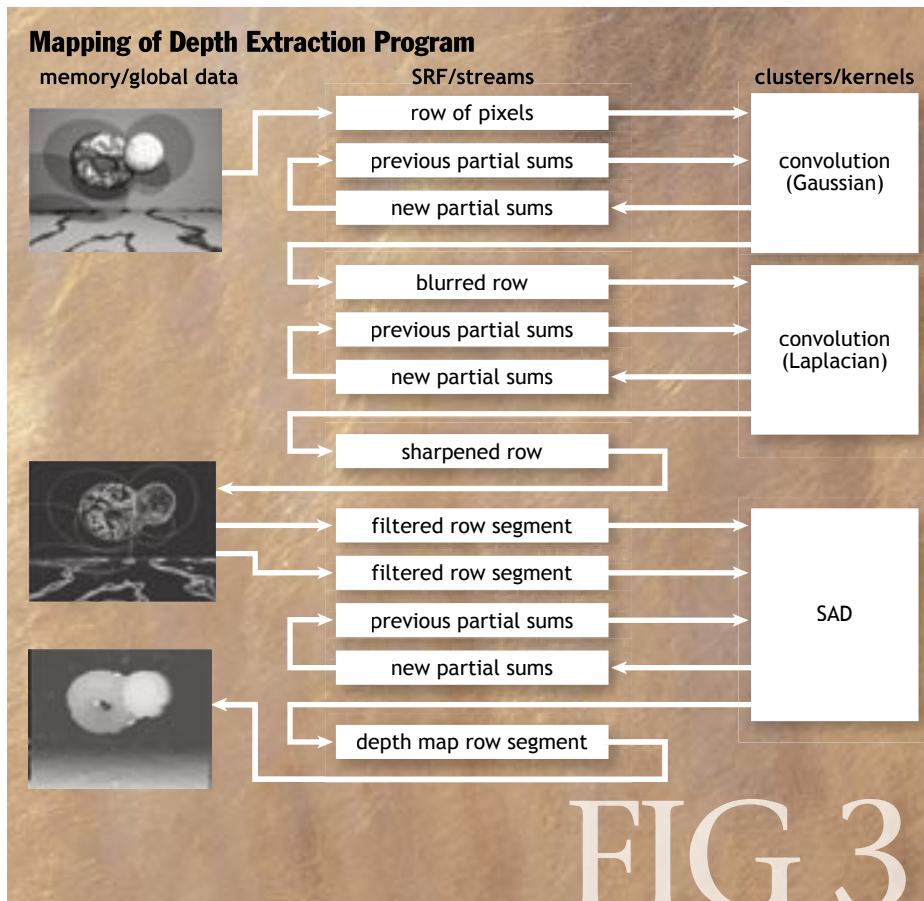 Mapping of Depth Extraction Program
memory/global data
SRF/streams
clusters/kernels
row of pixels
previous partial sums
new partial sums
convolution
(Gaussian)
blurred row
previous partial sums
new partial sums
convolution
(Laplacian)
sharpened row
filtered row segment
filtered row segment
previous partial sums
new partial sums
SAD
depth map row segment
FIG 3